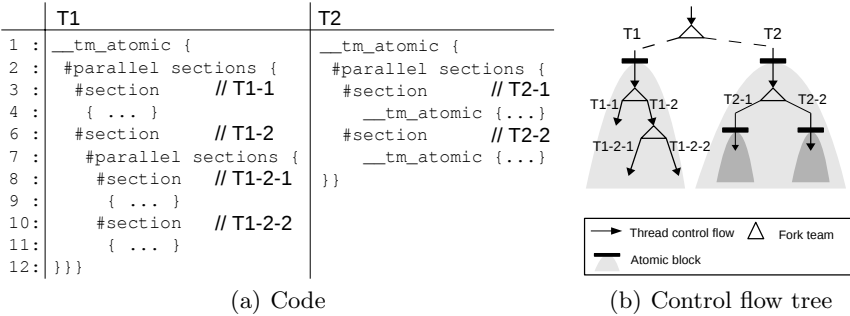 T1 T2
1 : __tm_atomic { __tm_atomic {
2 : #parallel sections { #parallel sections {
3 : #section // T1-1 #section // T2-1
4 : { ... } __tm_atomic {...}
6 : #section // T1-2 #section // T2-2
7 : #parallel sections { __tm_atomic {...}
8 : #section // T1-2-1 }}
9 : { ... }
10: #section // T1-2-2
11: { ... }
12: }}}
(a) Code
T1 T2
T1-1 T1-2 T2-1 T2-2
T1-2-1 T1-2-2
Thread control flow Fork team
Atomic block
(b) Control flow tree